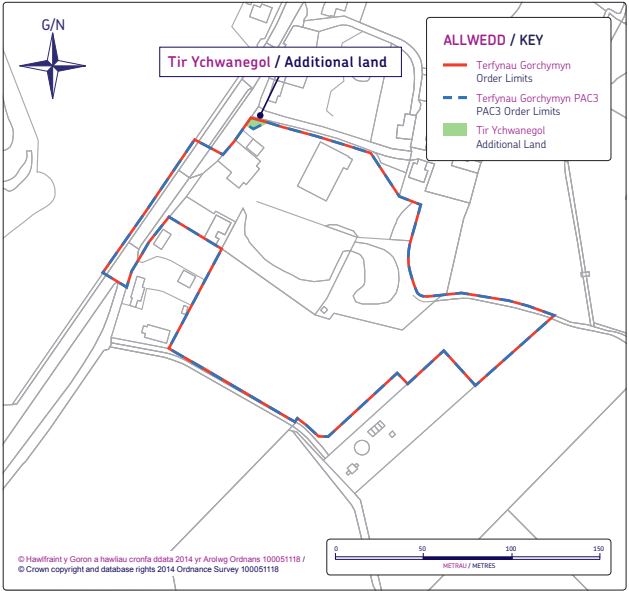 G/N
Tir Ychwanegol / Additional land
ALLWEDD / KEY
Terfynau Gorchymyn
Order Limits
Terfynau Gorchymyn PAC3
PAC3 Order Limits
Tir Ychwanegol
Additional Land
© Hawlfraint y Goron a hawliau cronfa ddata 2014 yr Arolwg Ordnans 100051118 /
© Crown copyright and database rights 2014 Ordnance Survey 100051118
0 50 100 150
METRAU / METRES